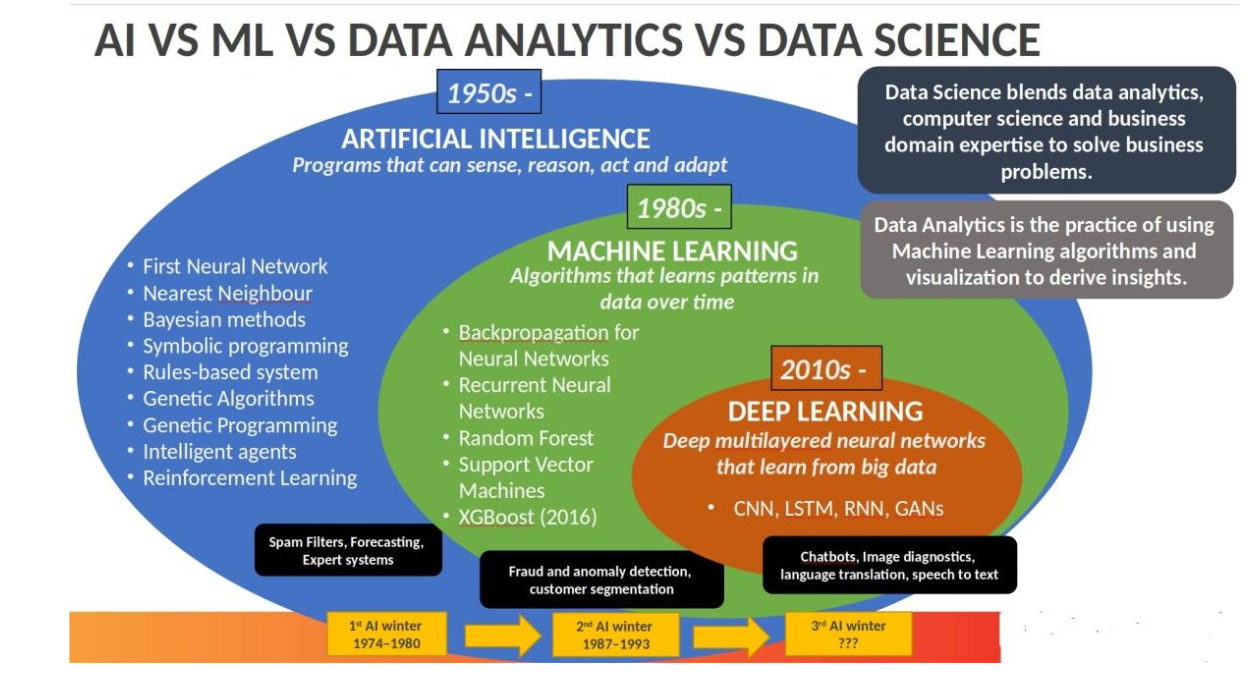 AI VS ML VS DATA ANALYTICS VS DATA SCIENCE
1950s -
ARTIFICIAL INTELLIGENCE
Programs that can sense, reason, act and adapt
• First Neural Network
• Nearest Neighbour
• Bayesian methods
• Symbolic programming
• Rules-based system
• Genetic Algorithms
• Genetic Programming
• Intelligent agents
• Reinforcement Learning
Spam Filters, Forecasting,
Expert systems
1980s -
MACHINE LEARNING
Algorithms that learns patterns in
data over time
• Backpropagation for
Neural Networks
• Recurrent Neural
Networks
• Random Forest
• Support Vector
Machines
• XGBoost (2016)
Fraud and anomaly detection,
customer segmentation
2010s -
DEEP LEARNING
Deep multilayered neural networks
that learn from big data
• CNN, LSTM, RNN, GANs
Chatbots, Image diagnostics,
language translation, speech to text
Data Science blends data analytics,
computer science and business
domain expertise to solve business
problems.
Data Analytics is the practice of using
Machine Learning algorithms and
visualization to derive insights.
1st AI winter
1974–1980
2nd AI winter
1987–1993
3rd AI winter
???